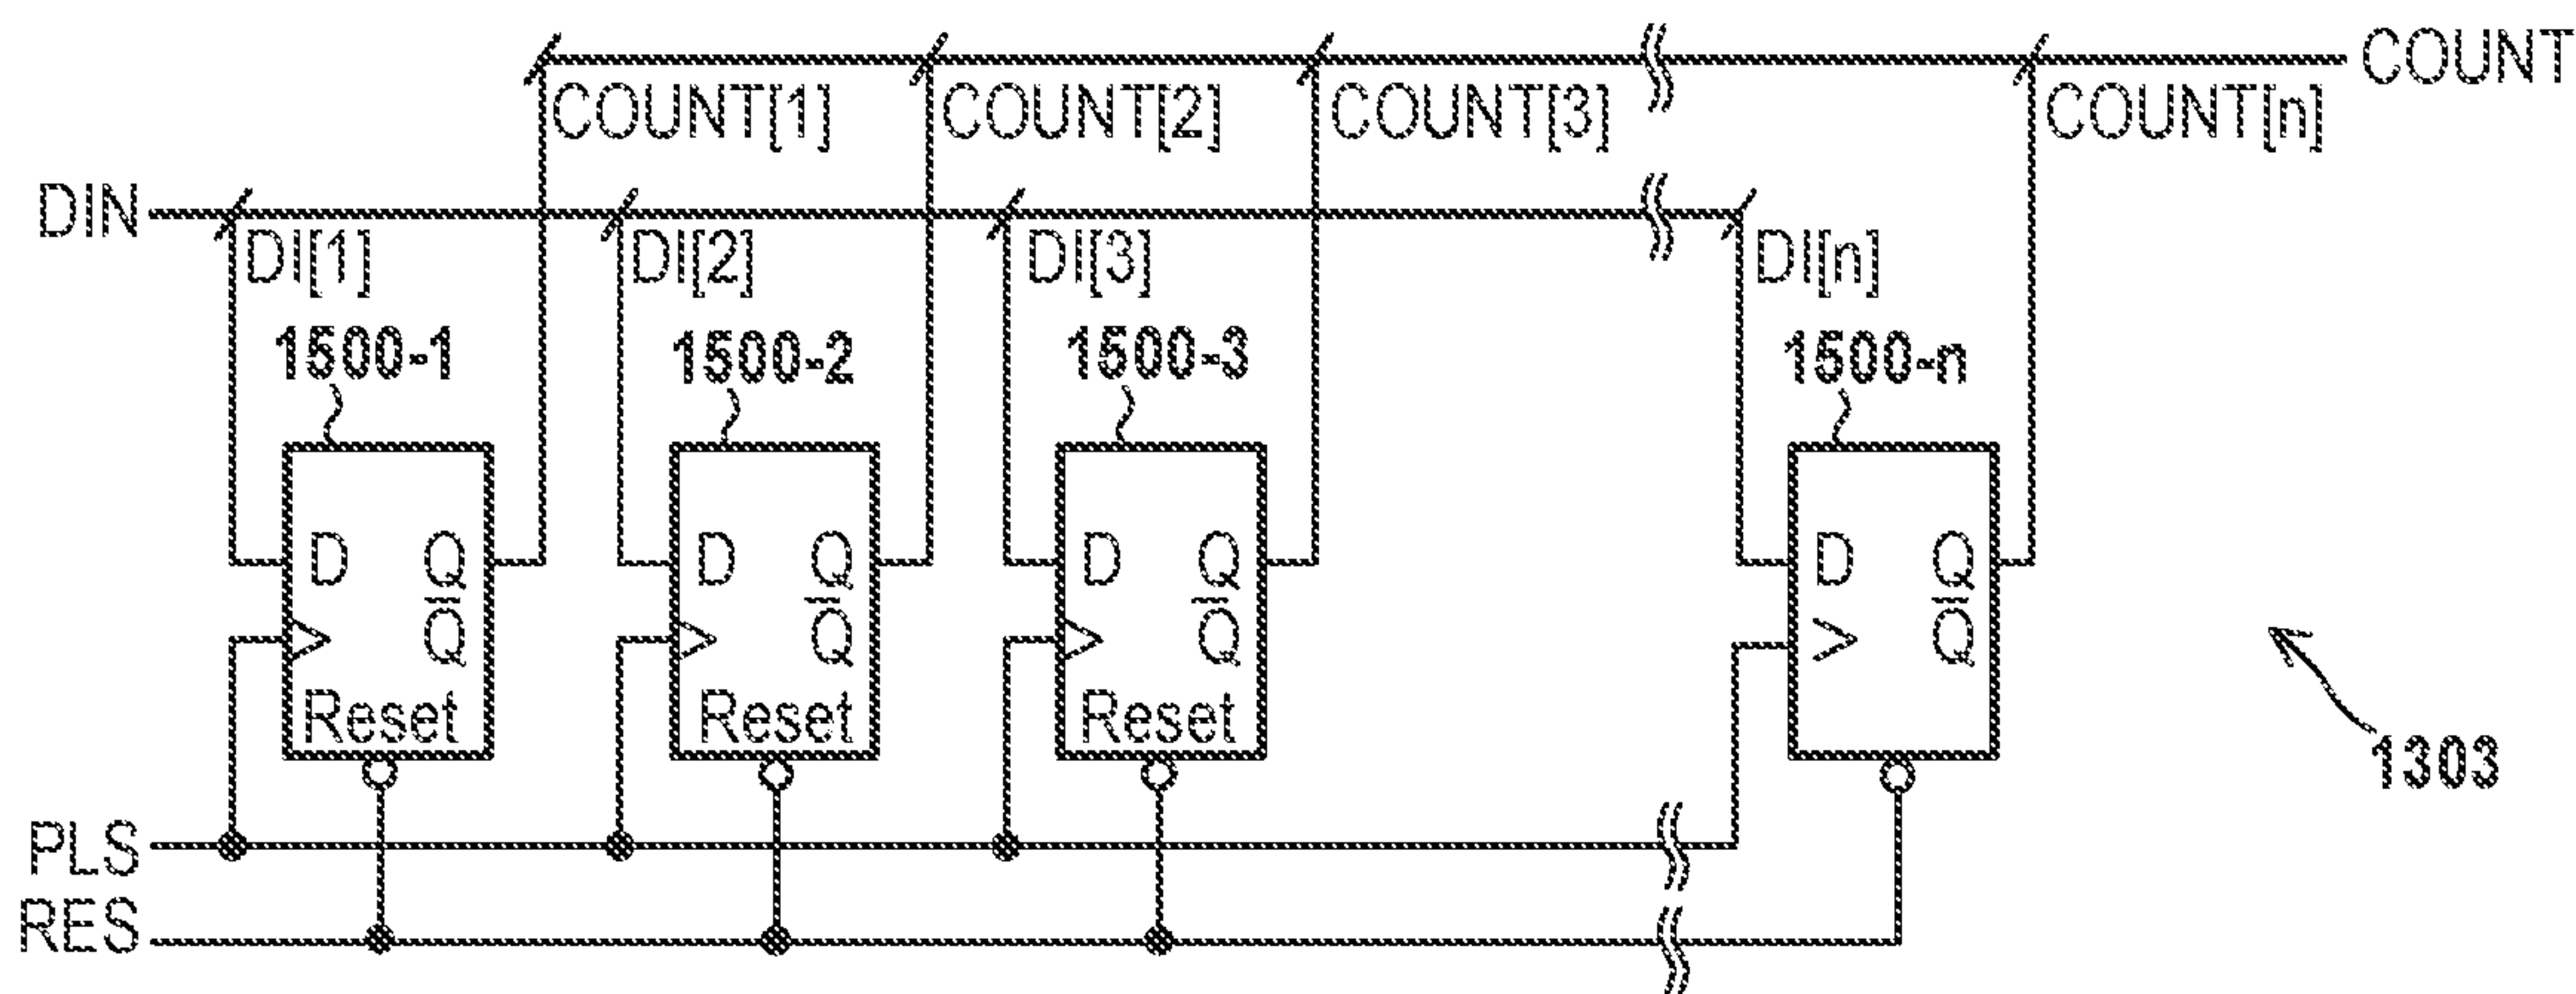 COUNT
COUNT[1] COUNT[2] COUNT[3] COUNT[n]
DIN
DI[1] DI[2] DI[3] DI[n]
1500-1 1500-2 1500-3 1500-n
D Q D Q D Q D Q
Q̅ Q̅ Q̅ > Q̅
Reset Reset Reset
1303
PLS
RES